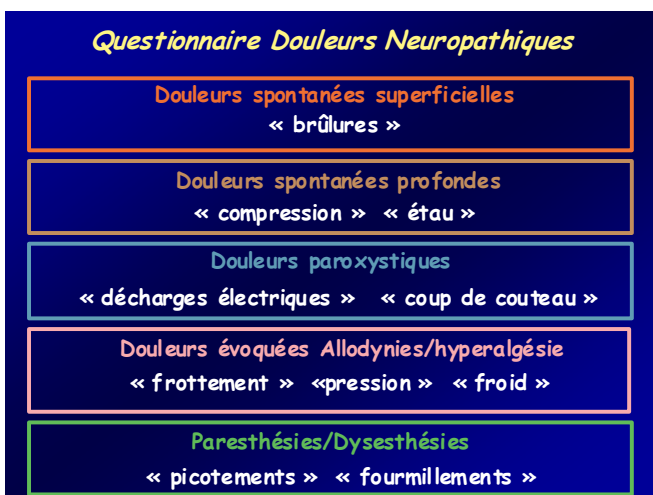 Questionnaire Douleurs Neuropathiques
Douleurs spontanées superficielles
« brûlures »
Douleurs spontanées profondes
« compression » « étau »
Douleurs paroxystiques
« décharges électriques » « coup de couteau »
Douleurs évoquées Allodynies/hyperalgésie
« frottement » «pression » « froid »
Paresthésies/Dysesthésies
« picotements » « fourmillements »